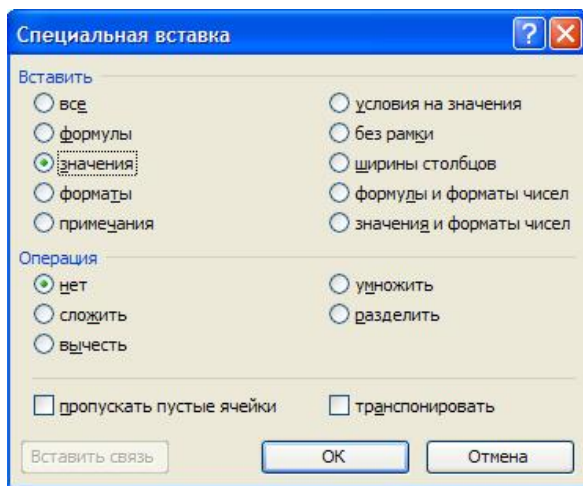 Специальная вставка
Вставить
все
условия на значения
формулы
без рамки
значения
ширины столбцов
форматы
формулы и форматы чисел
примечания
значения и форматы чисел
Операция
нет
умножить
сложить
разделить
вычесть
пропускать пустые ячейки
транспонировать
Вставить связь
ОК
Отмена